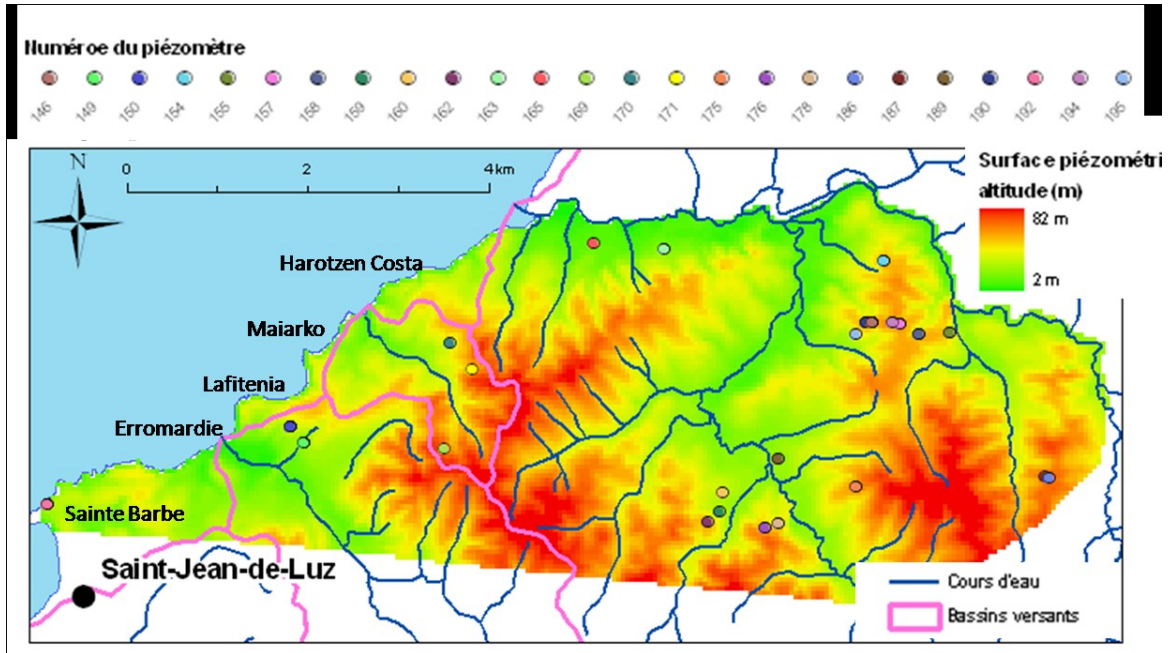 Numéroe du piézomètre
146 149 150 154 155 157 158 159 160 162 163 165 169 170 171 175 176 178 186 187 189 190 192 194 195
N
0 2 4 km
Surface piézométri
altitude (m)
82 m
2 m
Harotzen Costa
Maiarko
Lafitenia
Erromardie
Sainte Barbe
Saint-Jean-de-Luz
Cours d'eau
Bassins versants